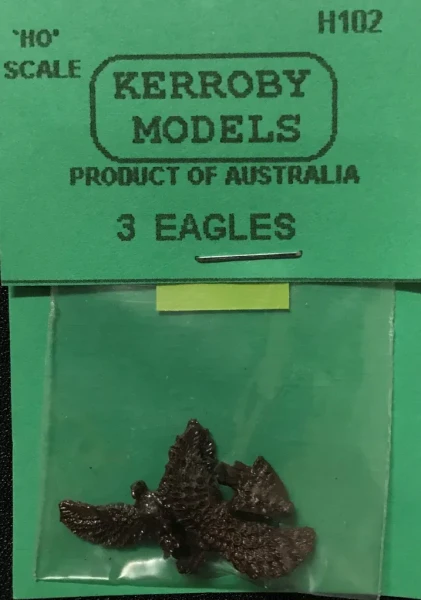 H102
'HO'
SCALE
KERROBY
MODELS
PRODUCT OF AUSTRALIA
3 EAGLES